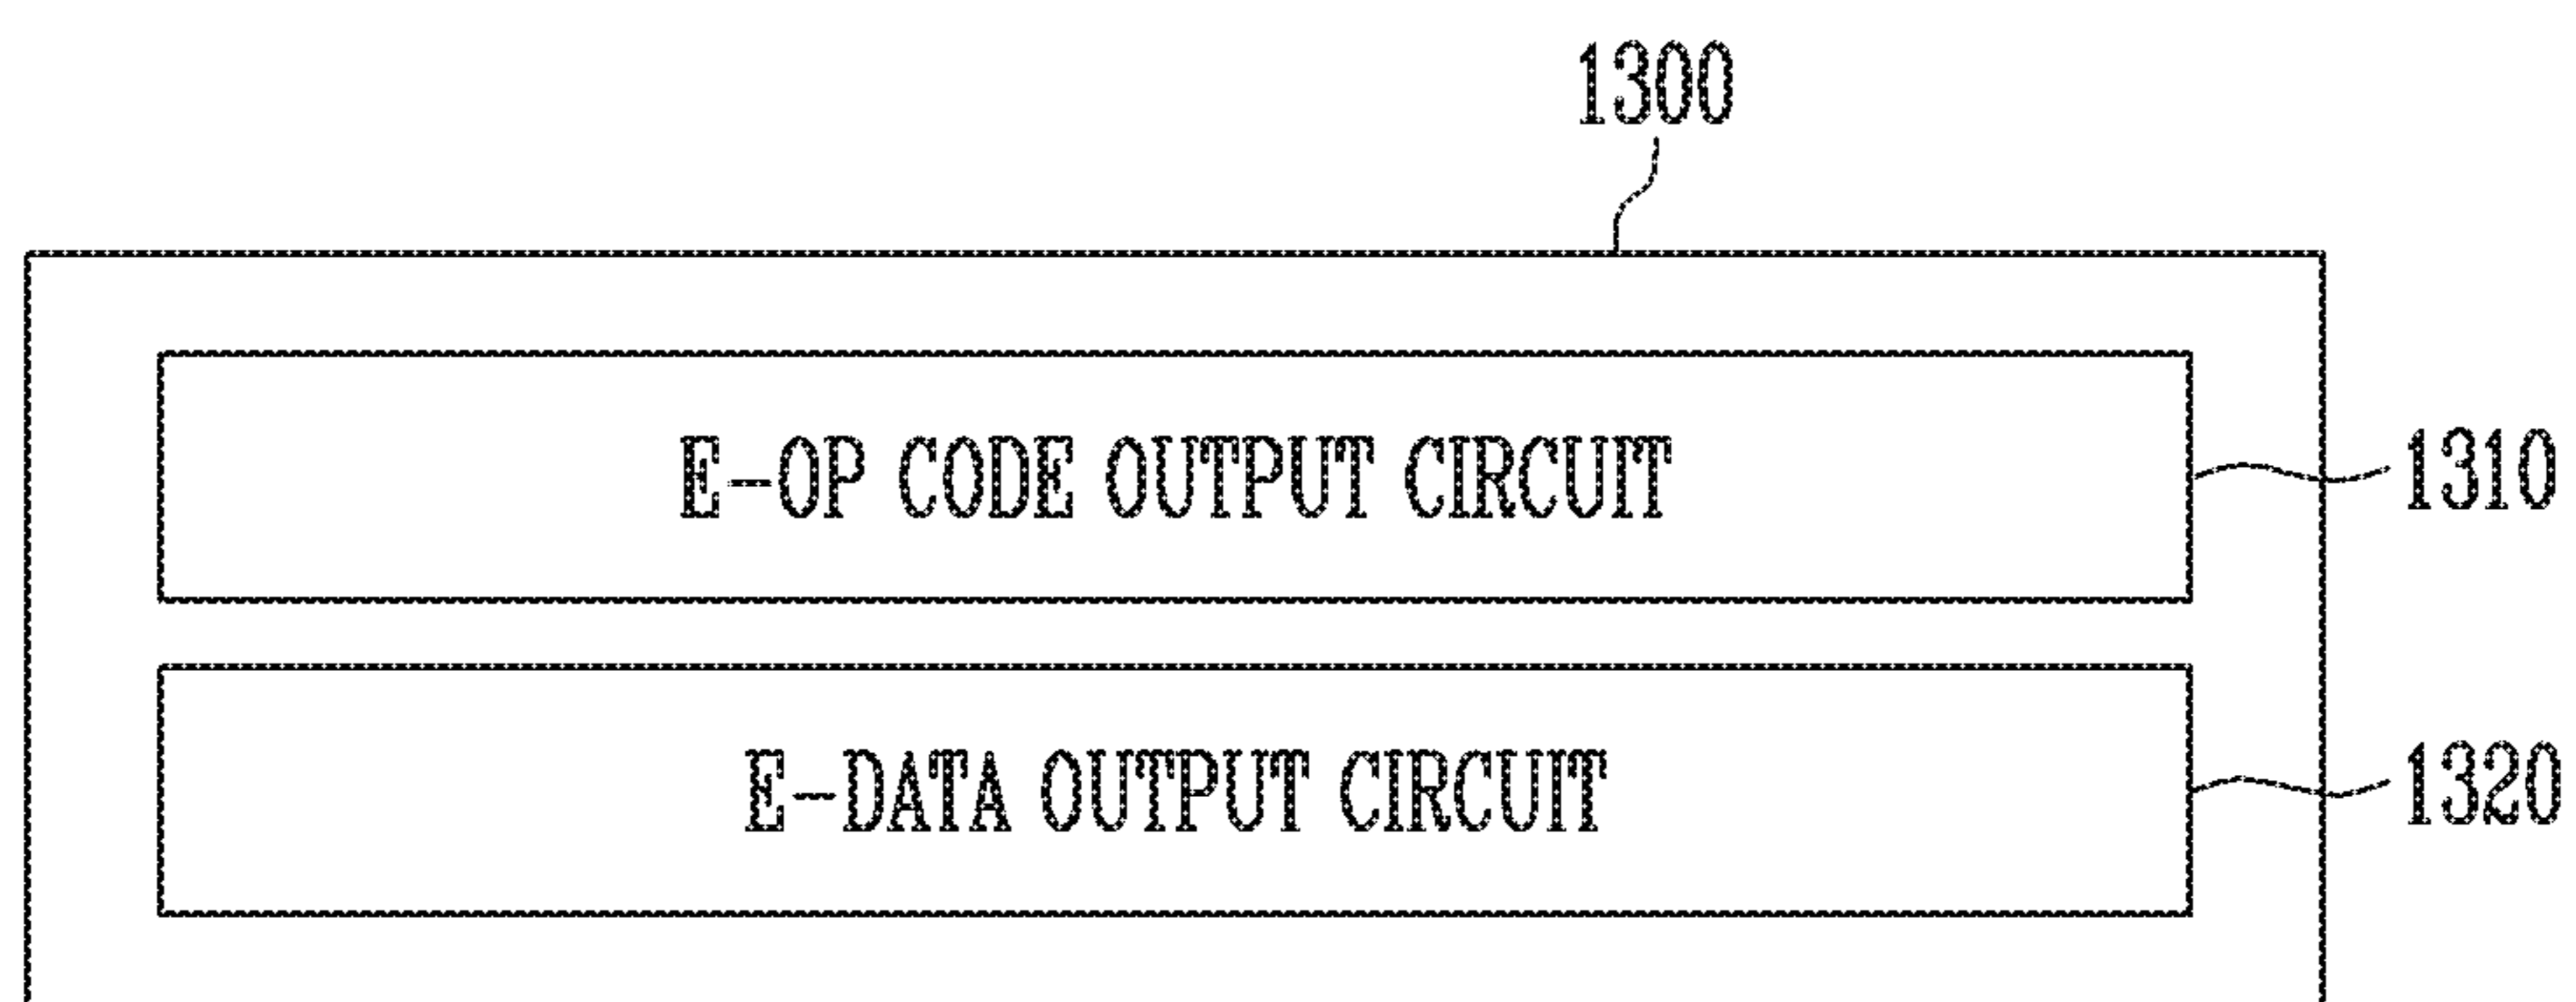 1300
E-OP CODE OUTPUT CIRCUIT
1310
E-DATA OUTPUT CIRCUIT
1320